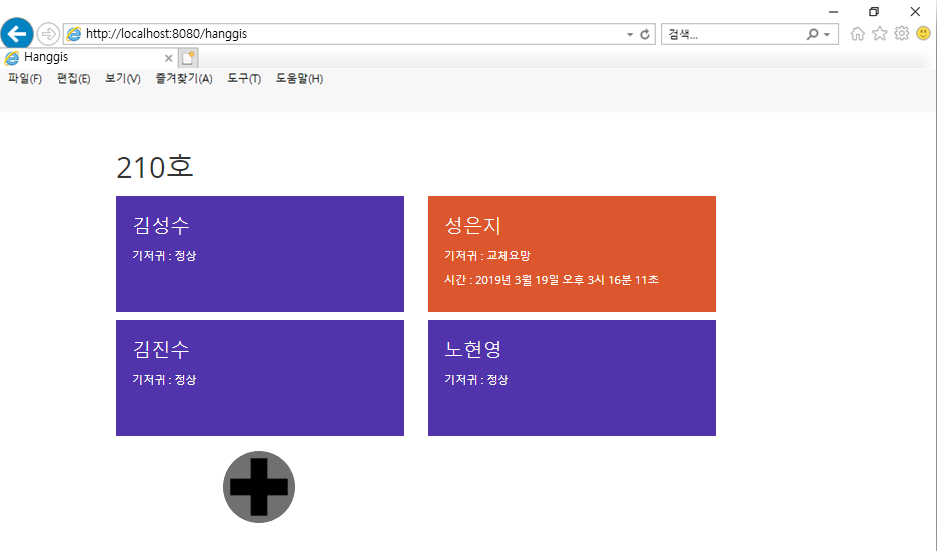 http://localhost:8080/hanggis
검색...
Hanggis
파일(F) 편집(E) 보기(V) 즐겨찾기(A) 도구(T) 도움말(H)
210호
김성수
기저귀 : 정상
성은지
기저귀 : 교체요망
시간 : 2019년 3월 19일 오후 3시 16분 11초
김진수
기저귀 : 정상
노현영
기저귀 : 정상